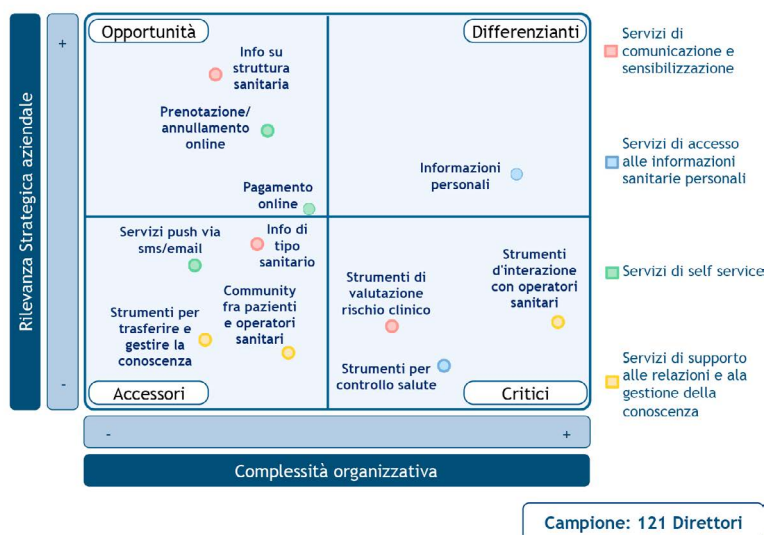 Opportunità
Differenzianti
Info su
struttura
sanitaria
Prenotazione/
annullamento
online
Pagamento
online
Informazioni
personali
Servizi push via
sms/email
Info di
tipo
sanitario
Community
fra pazienti
e operatori
sanitari
Strumenti per
trasferire e
gestire la
conoscenza
Strumenti di
valutazione
rischio clinico
Strumenti
d'interazione
con operatori
sanitari
Strumenti per
controllo salute
Accessori
Critici
Rilevanza Strategica aziendale
+
-
-
+
Complessità organizzativa
Servizi di
comunicazione e
sensibilizzazione
Servizi di accesso
alle informazioni
sanitarie personali
Servizi di self service
Servizi di supporto
alle relazioni e ala
gestione della
conoscenza
Campione: 121 Direttori